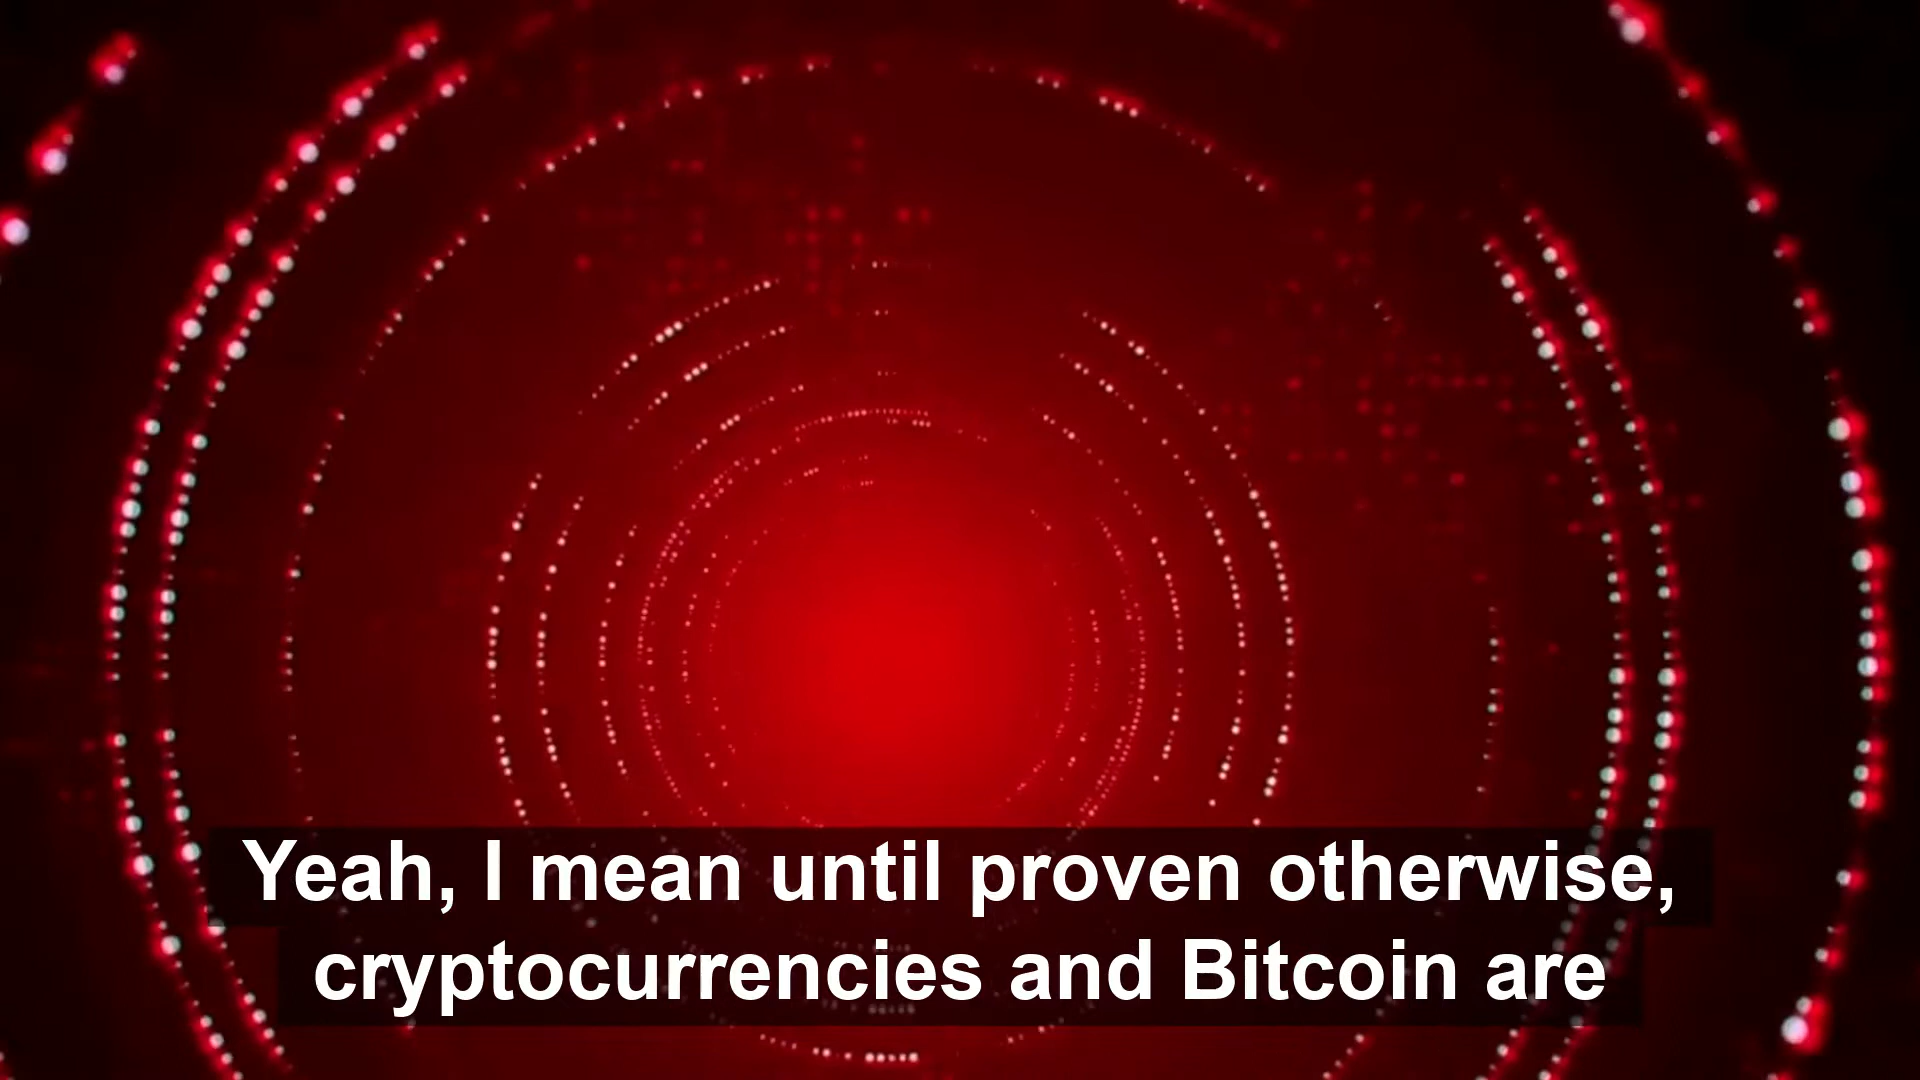 Yeah, I mean until proven otherwise,
cryptocurrencies and Bitcoin are